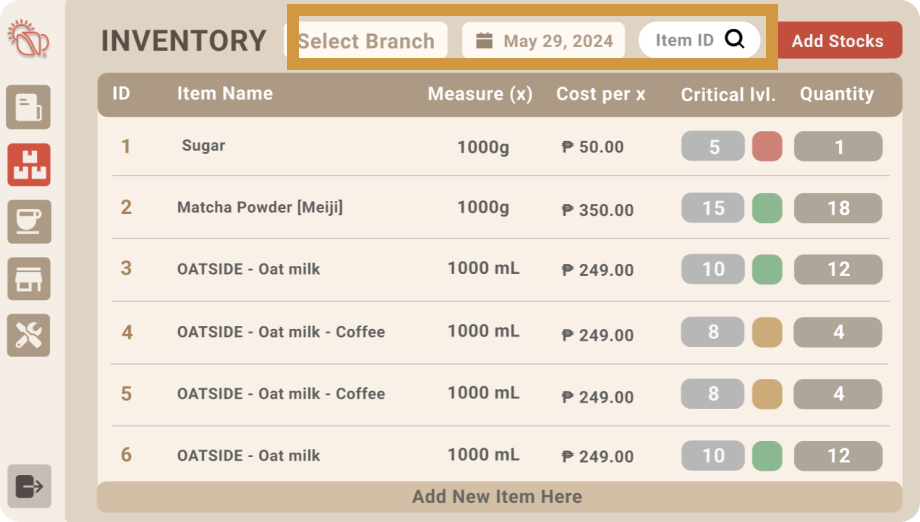 INVENTORY Select Branch May 29, 2024 Item ID Add Stocks
ID Item Name Measure (x) Cost per x Critical lvl. Quantity
1 Sugar 1000g ₱ 50.00 5 1
2 Matcha Powder [Meiji] 1000g ₱ 350.00 15 18
3 OATSIDE - Oat milk 1000 mL ₱ 249.00 10 12
4 OATSIDE - Oat milk - Coffee 1000 mL ₱ 249.00 8 4
5 OATSIDE - Oat milk - Coffee 1000 mL ₱ 249.00 8 4
6 OATSIDE - Oat milk 1000 mL ₱ 249.00 10 12
Add New Item Here